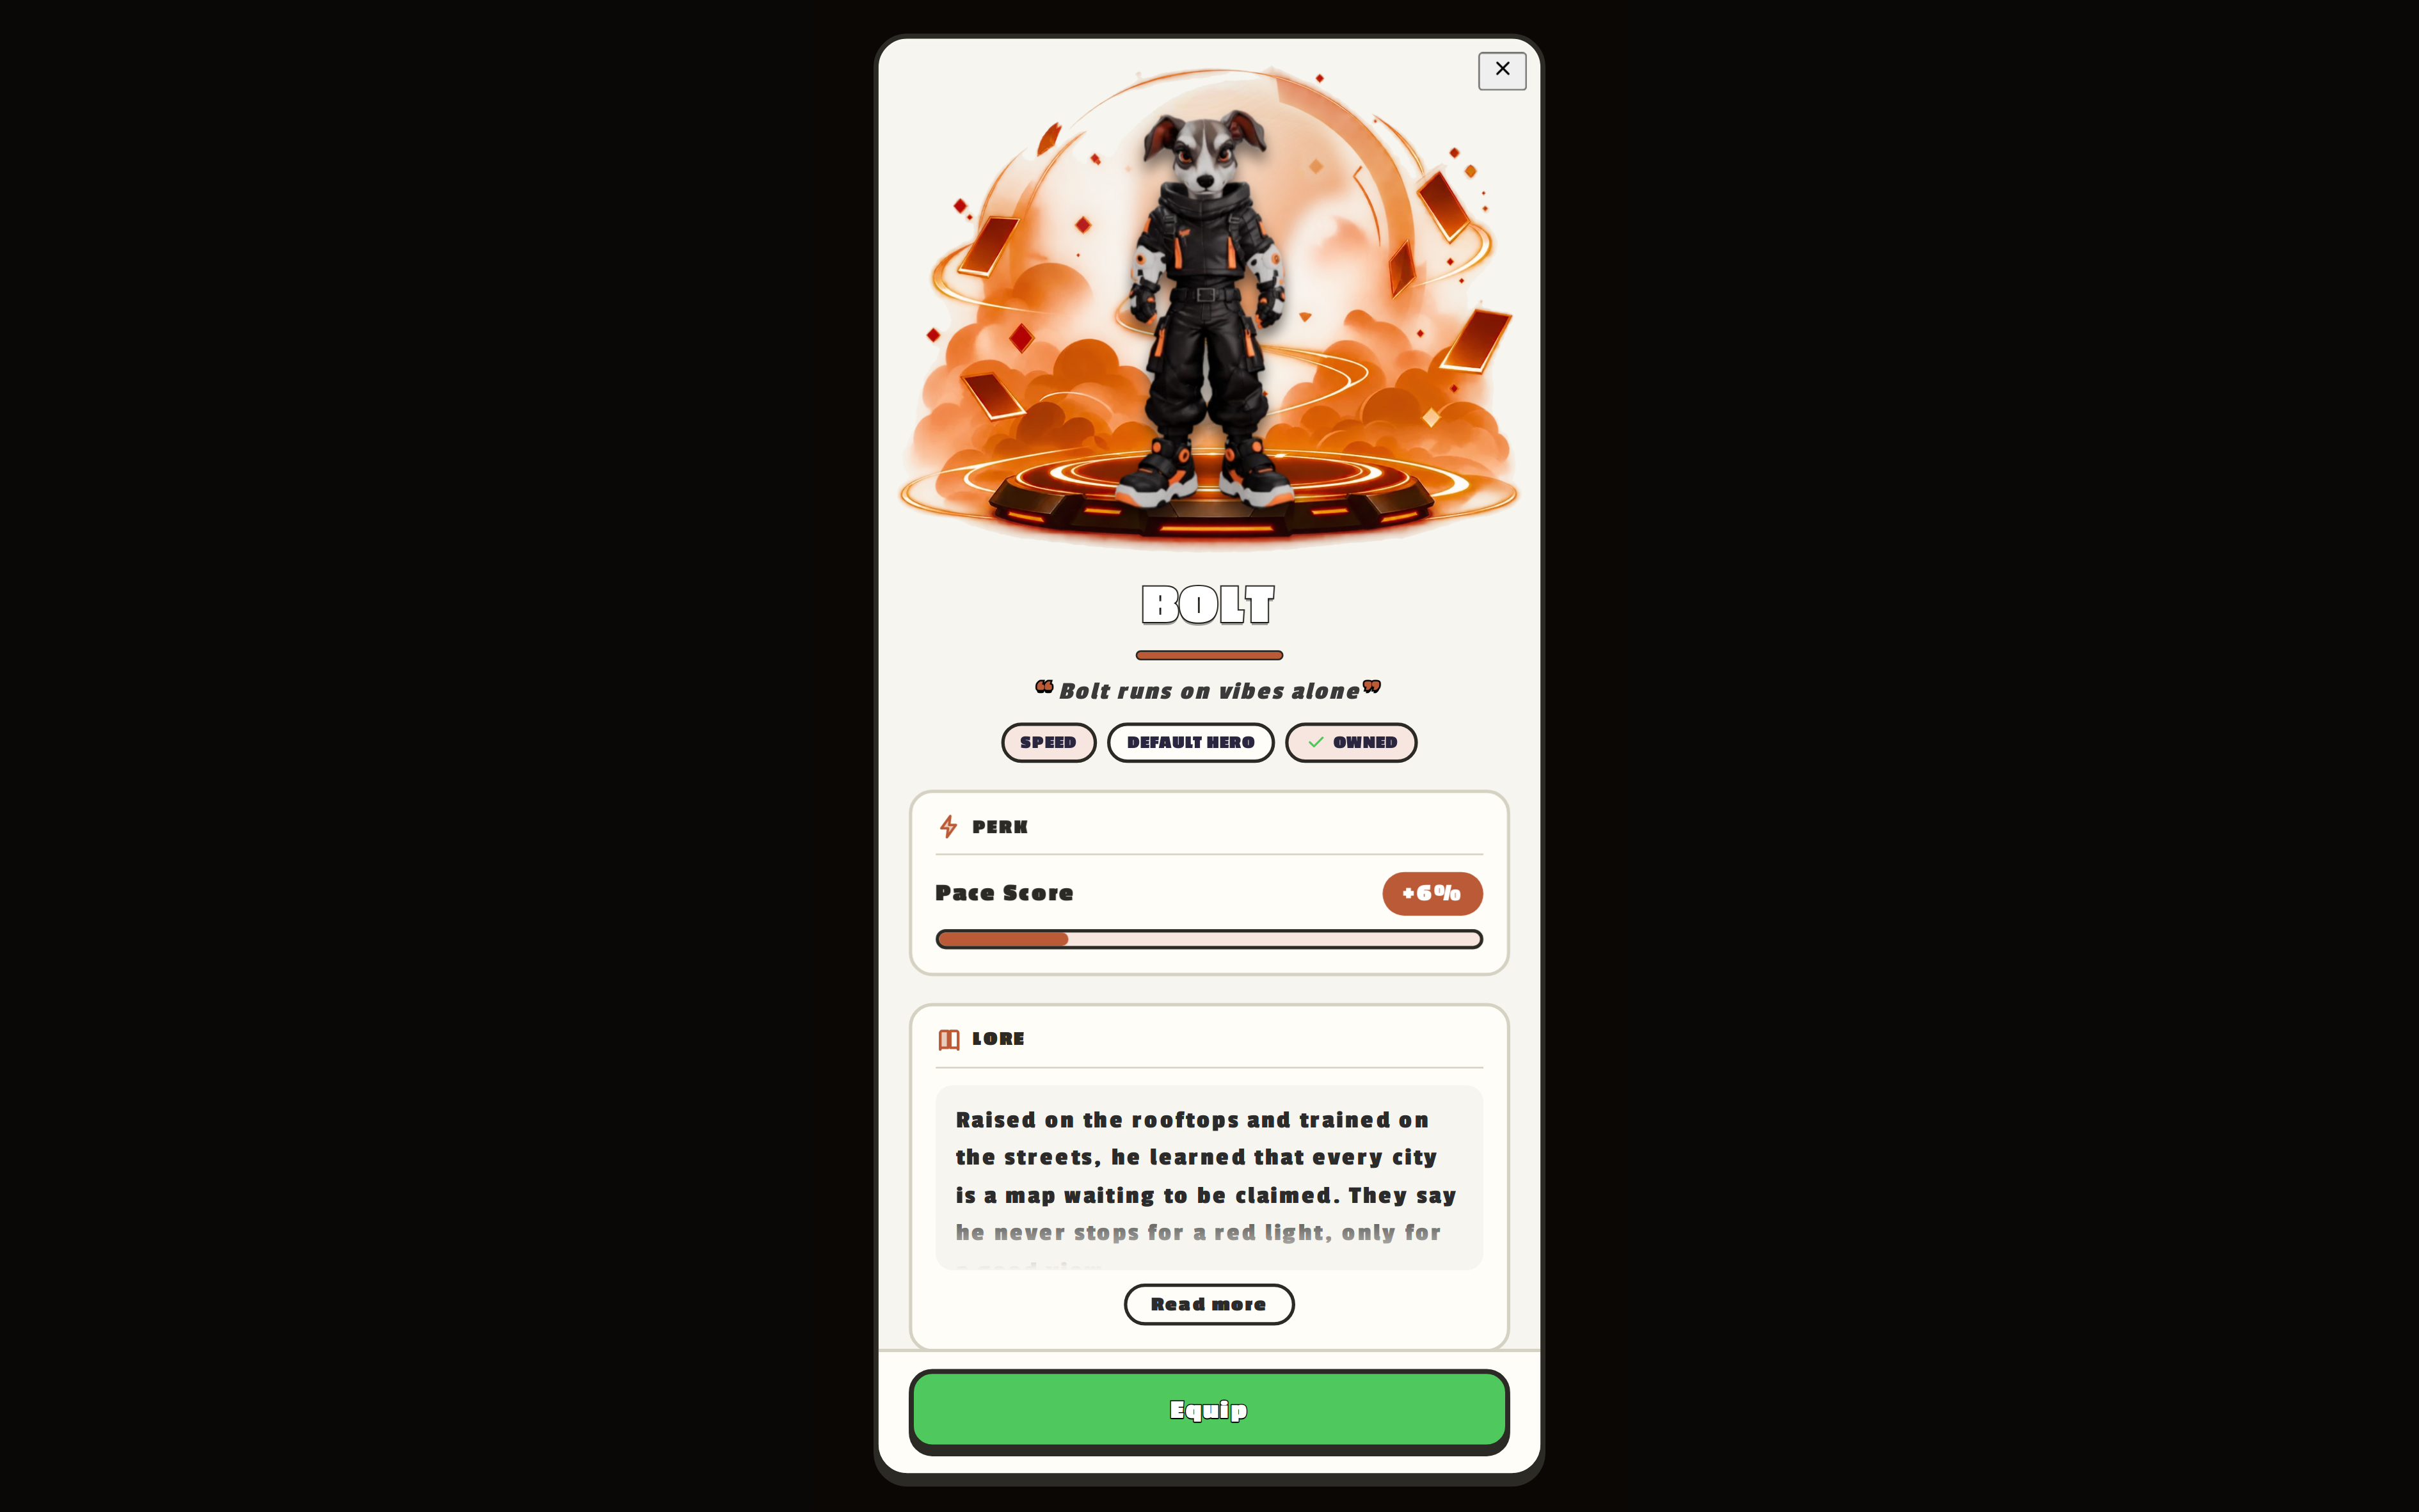 BOLT
❝ Bolt runs on vibes alone ❞
SPEED
DEFAULT HERO
OWNED
PERK
Pace Score
+6%
LORE
Raised on the rooftops and trained on
the streets, he learned that every city
is a map waiting to be claimed. They say
he never stops for a red light, only for
Read more
Equip